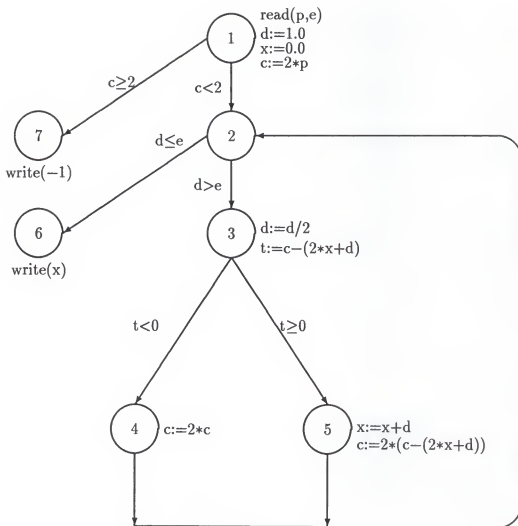 read(p,e)
d:=1.0
1
x:=0.0
c:=2*p
c≥2
c<2
7
2
d≤e
write(−1)
d>e
6
3
d:=d/2
t:=c−(2*x+d)
write(x)
t<0
t≥0
4
c:=2*c
5
x:=x+d
c:=2*(c−(2*x+d))